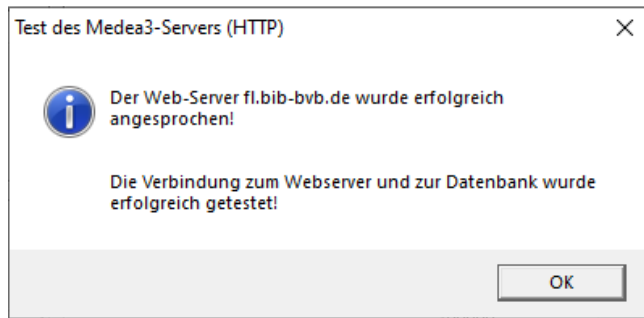 Test des Medea3-Servers (HTTP)
Der Web-Server fl.bib-bvb.de wurde erfolgreich
angesprochen!
Die Verbindung zum Webserver und zur Datenbank wurde
erfolgreich getestet!
OK